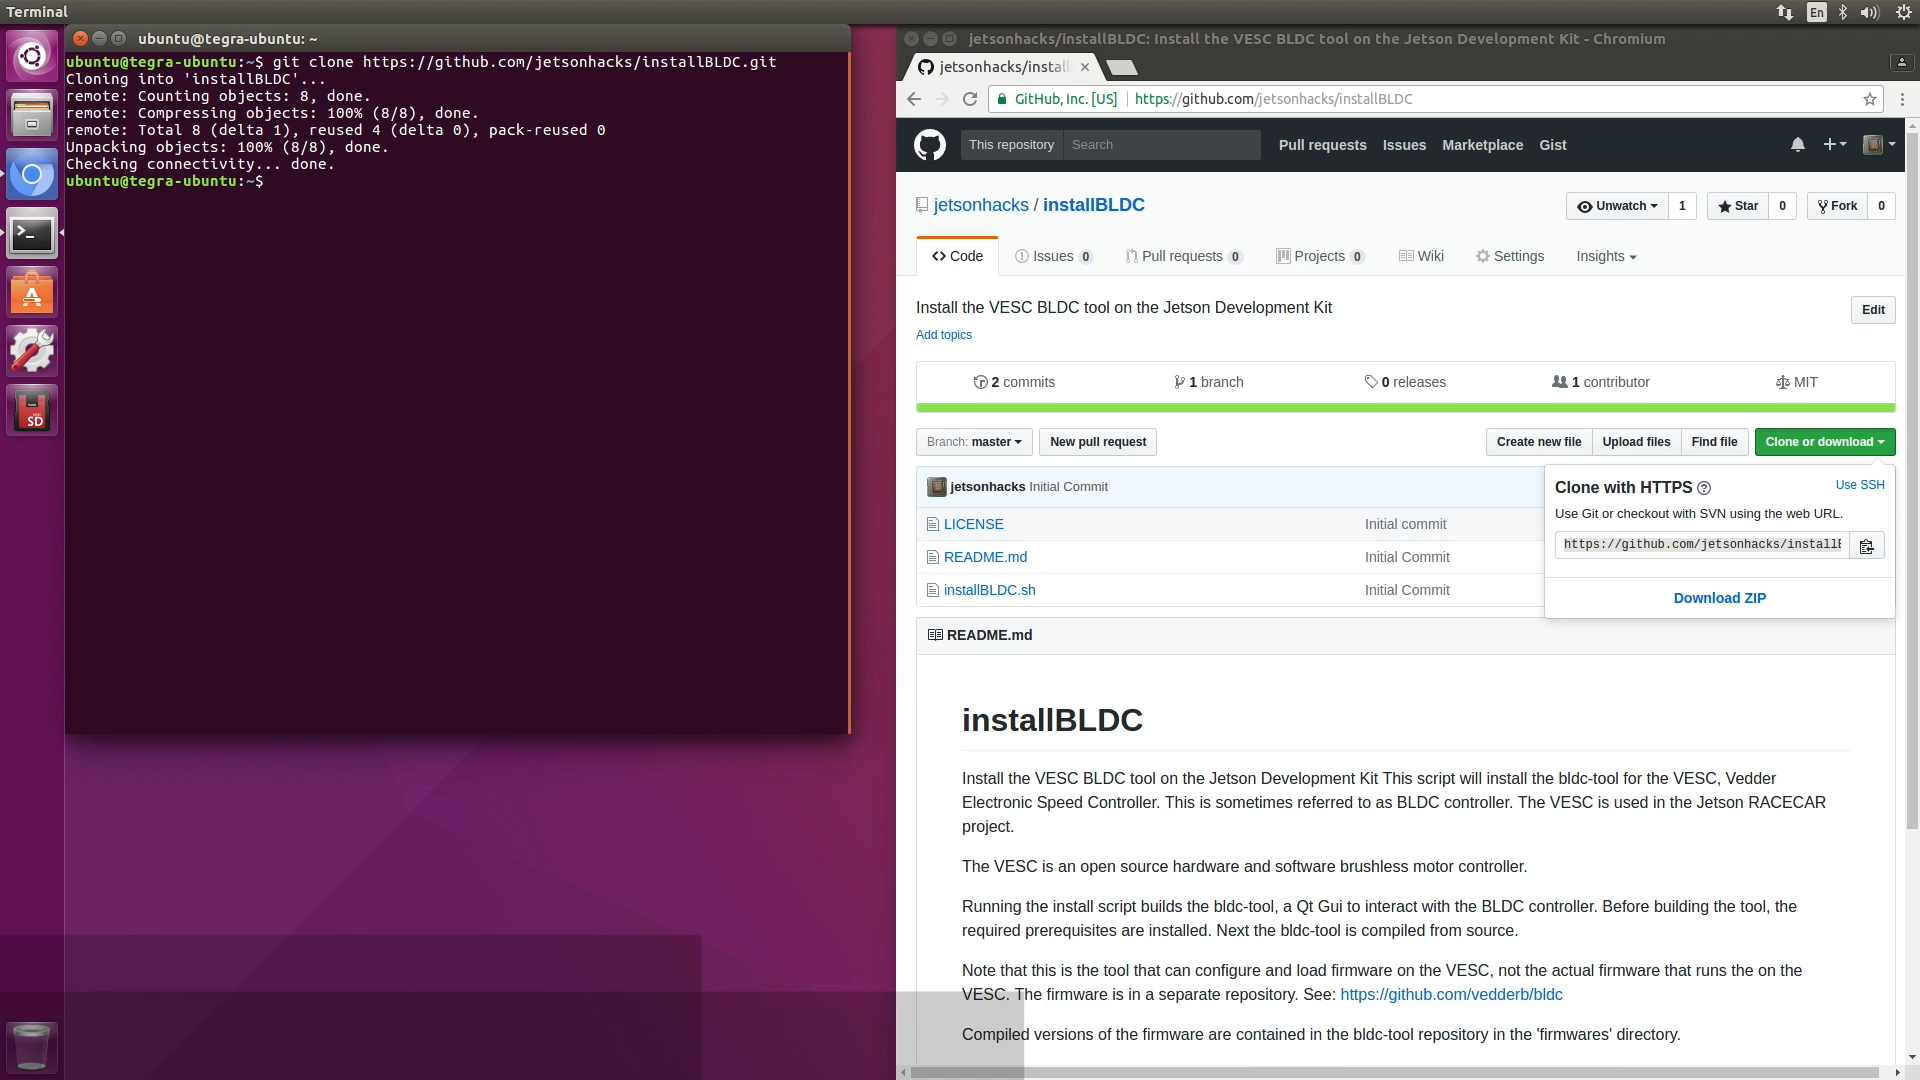 Terminal
En
ubuntu@tegra-ubuntu: ~
ubuntu@tegra-ubuntu:~$ git clone https://github.com/jetsonhacks/installBLDC.git
Cloning into 'installBLDC'...
remote: Counting objects: 8, done.
remote: Compressing objects: 100% (8/8), done.
remote: Total 8 (delta 1), reused 4 (delta 0), pack-reused 0
Unpacking objects: 100% (8/8), done.
Checking connectivity... done.
ubuntu@tegra-ubuntu:~$
SD
jetsonhacks/installBLDC: Install the VESC BLDC tool on the Jetson Development Kit - Chromium
jetsonhacks/instal
GitHub, Inc. [US] https://github.com/jetsonhacks/installBLDC
This repository Search Pull requests Issues Marketplace Gist
jetsonhacks / installBLDC
Unwatch 1 Star 0 Fork 0
Code Issues 0 Pull requests 0 Projects 0 Wiki Settings Insights
Install the VESC BLDC tool on the Jetson Development Kit
Edit
Add topics
2 commits 1 branch 0 releases 1 contributor MIT
Branch: master New pull request Create new file Upload files Find file Clone or download
jetsonhacks Initial Commit
LICENSE Initial commit
README.md Initial Commit
installBLDC.sh Initial Commit
Clone with HTTPS Use SSH
Use Git or checkout with SVN using the web URL.
https://github.com/jetsonhacks/install
Download ZIP
README.md
installBLDC
Install the VESC BLDC tool on the Jetson Development Kit This script will install the bldc-tool for the VESC, Vedder
Electronic Speed Controller. This is sometimes referred to as BLDC controller. The VESC is used in the Jetson RACECAR
project.
The VESC is an open source hardware and software brushless motor controller.
Running the install script builds the bldc-tool, a Qt Gui to interact with the BLDC controller. Before building the tool, the
required prerequisites are installed. Next the bldc-tool is compiled from source.
Note that this is the tool that can configure and load firmware on the VESC, not the actual firmware that runs the on the
VESC. The firmware is in a separate repository. See: https://github.com/vedderb/bldc
Compiled versions of the firmware are contained in the bldc-tool repository in the 'firmwares' directory.